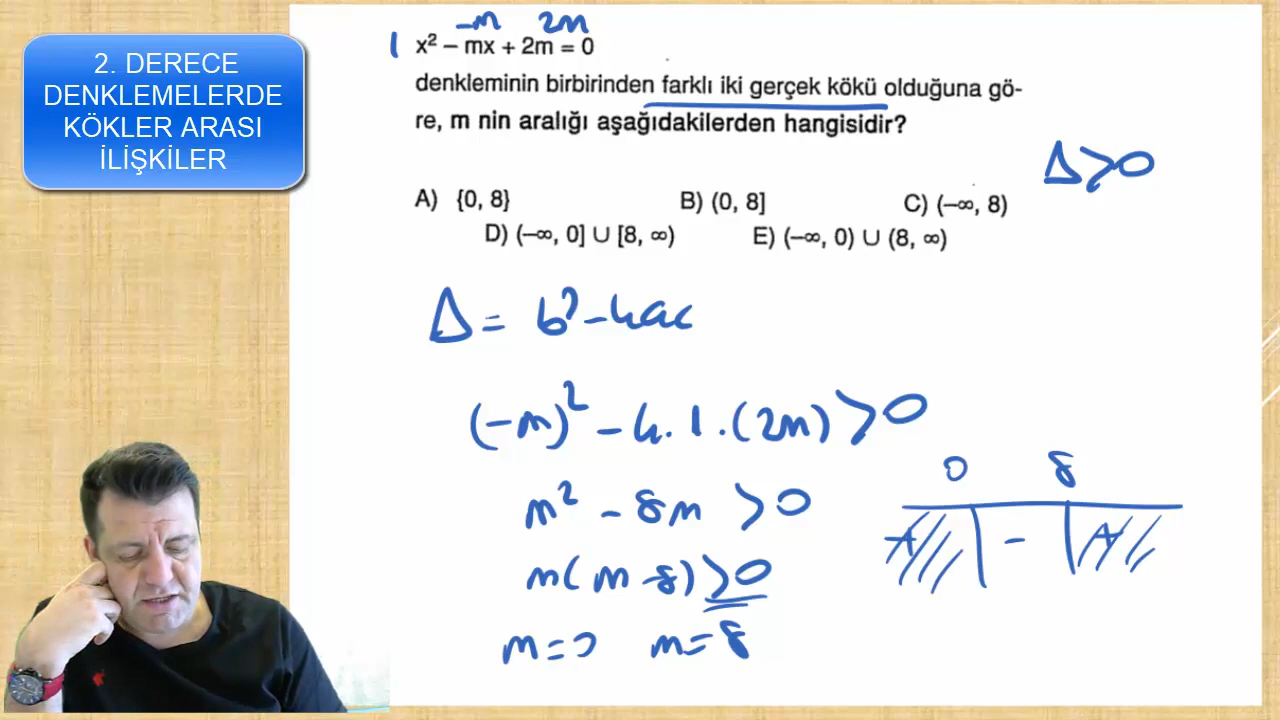 2. DERECE
DENKLEMELERDE
KÖKLER ARASI
İLİŞKİLER
-m 2m
1 x² – mx + 2m = 0
denkleminin birbirinden farklı iki gerçek kökü olduğuna gö-
re, m nin aralığı aşağıdakilerden hangisidir?
Δ>0
A) {0, 8} B) (0, 8] C) (–∞, 8)
D) (–∞, 0] ∪ [8, ∞) E) (–∞, 0) ∪ (8, ∞)
Δ = b² – 4ac
(-m)² – 4.1.(2m) > 0
m² – 8m > 0
m(m – 8) > 0
m = 0 m = 8
0 8
+ – +